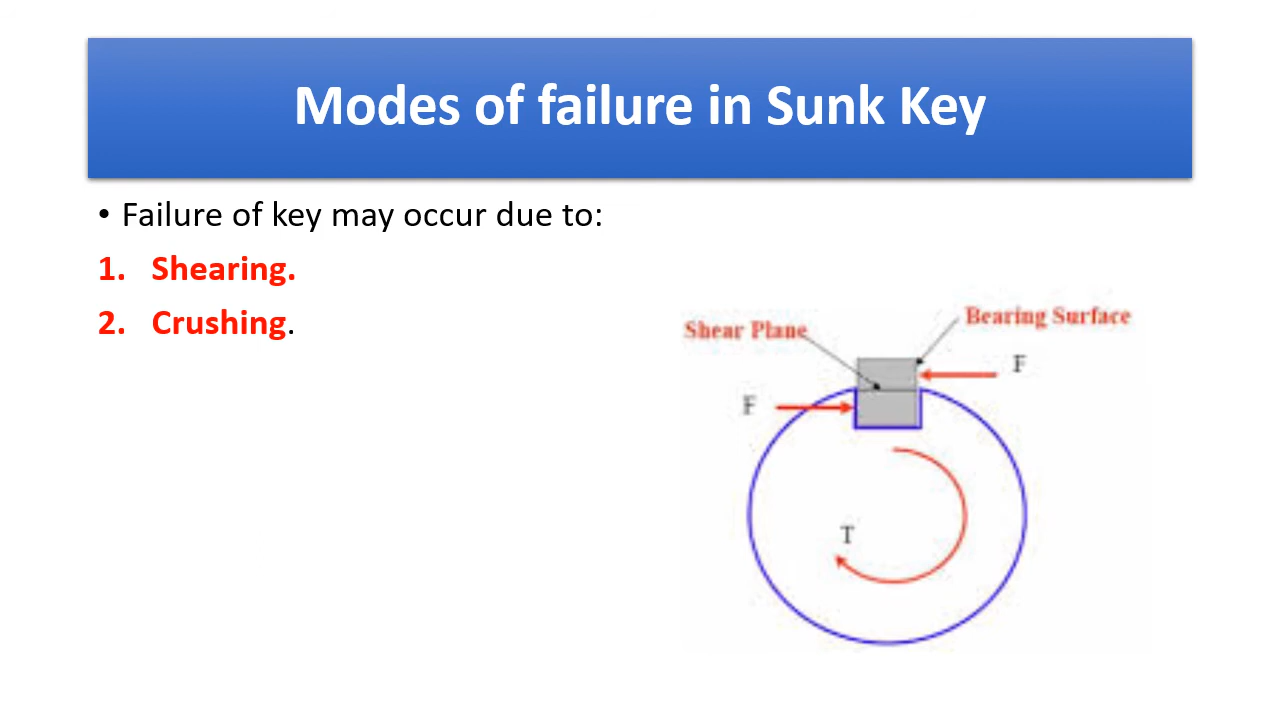 Modes of failure in Sunk Key
• Failure of key may occur due to:
1. Shearing.
2. Crushing.
Shear Plane
Bearing Surface
F
F
T